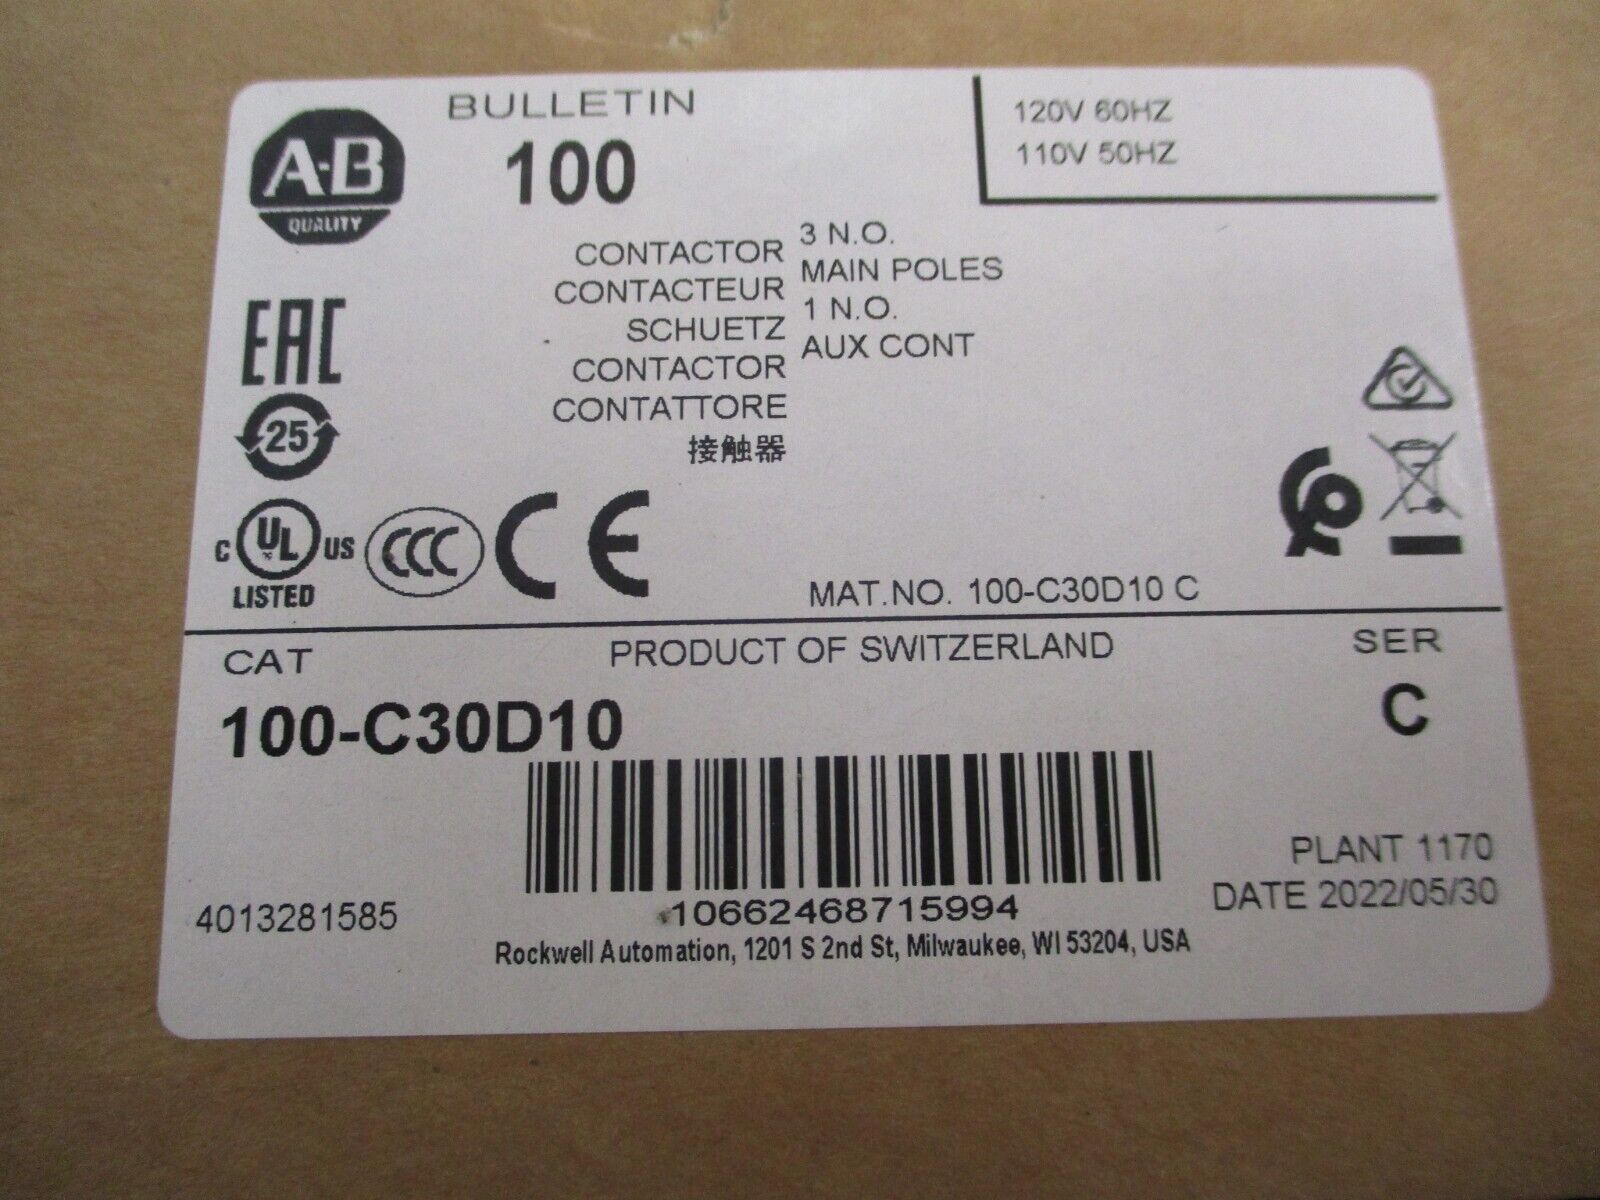 A-B
QUALITY
BULLETIN
100
120V 60HZ
110V 50HZ
CONTACTOR
CONTACTEUR
SCHUETZ
CONTACTOR
CONTATTORE
接触器
3 N.O.
MAIN POLES
1 N.O.
AUX CONT
EAC
25
C UL US
LISTED
CCC
CE
MAT.NO. 100-C30D10 C
CAT
PRODUCT OF SWITZERLAND
SER
100-C30D10
C
PLANT 1170
DATE 2022/05/30
4013281585
10662468715994
Rockwell Automation, 1201 S 2nd St, Milwaukee, WI 53204, USA